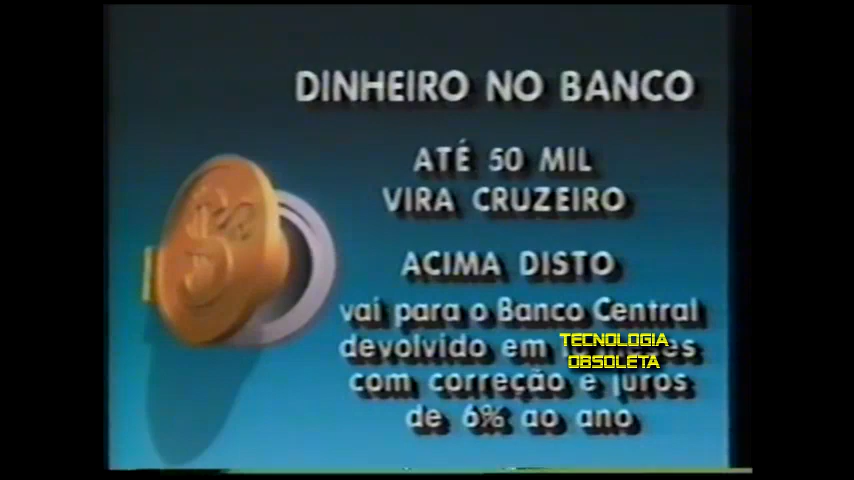 DINHEIRO NO BANCO
ATÉ 50 MIL
VIRA CRUZEIRO
ACIMA DISTO
vai para o Banco Central
devolvido em
TECNOLOGIA
OBSOLETA
com correção e juros
de 6% ao ano